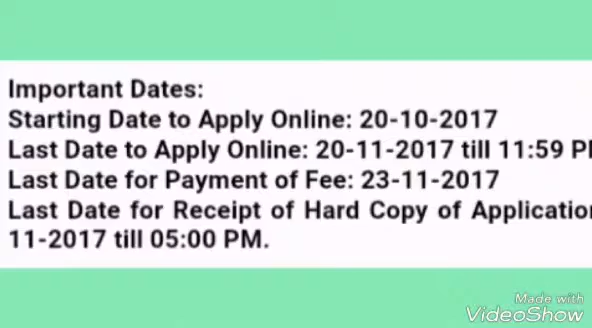 Important Dates:
Starting Date to Apply Online: 20-10-2017
Last Date to Apply Online: 20-11-2017 till 11:59 P
Last Date for Payment of Fee: 23-11-2017
Last Date for Receipt of Hard Copy of Applicatio
11-2017 till 05:00 PM.
Made with
VideoShow